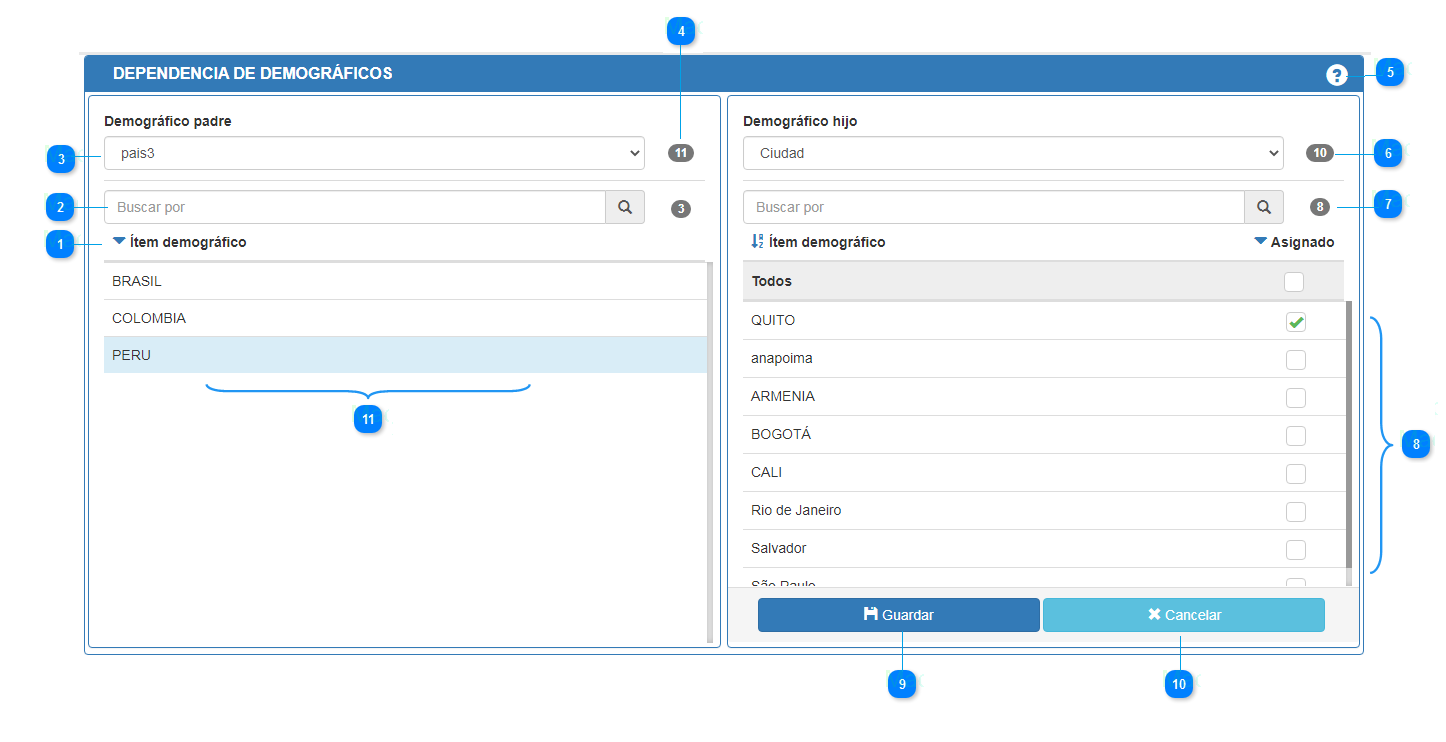 4
DEPENDENCIA DE DEMOGRÁFICOS ? 5
Demográfico padre
3 pais3 11
2 Buscar por 3
1 Ítem demográfico
BRASIL
COLOMBIA
PERU
11
Demográfico hijo
Ciudad 10 6
Buscar por 8 7
Ítem demográfico Asignado
Todos
QUITO
anapoima
ARMENIA
BOGOTÁ
CALI
Rio de Janeiro
Salvador
São Paulo
8
Guardar Cancelar
9 10